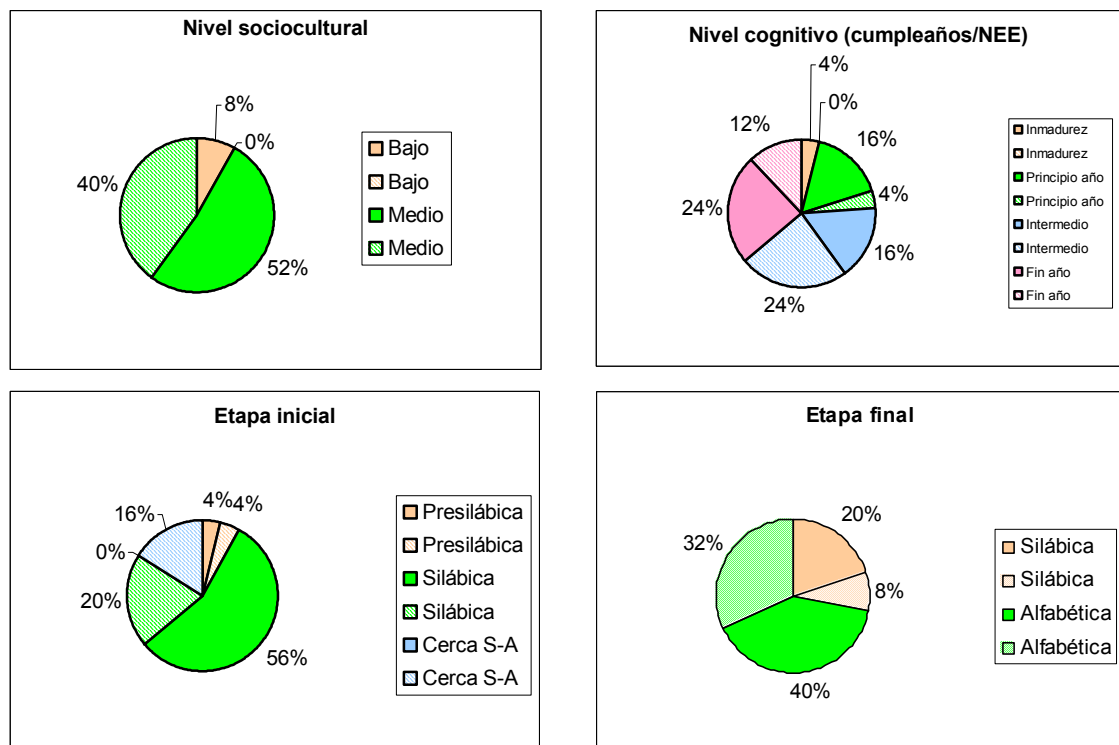 Nivel sociocultural
8%
0%
40%
52%
Bajo
Bajo
Medio
Medio
Nivel cognitivo (cumpleaños/NEE)
4%
0%
12%
16%
4%
24%
16%
24%
Inmadurez
Inmadurez
Principio año
Principio año
Intermedio
Intermedio
Fin año
Fin año
Etapa inicial
4%
4%
16%
0%
20%
56%
Presilábica
Presilábica
Silábica
Silábica
Cerca S-A
Cerca S-A
Etapa final
20%
32%
8%
40%
Silábica
Silábica
Alfabética
Alfabética